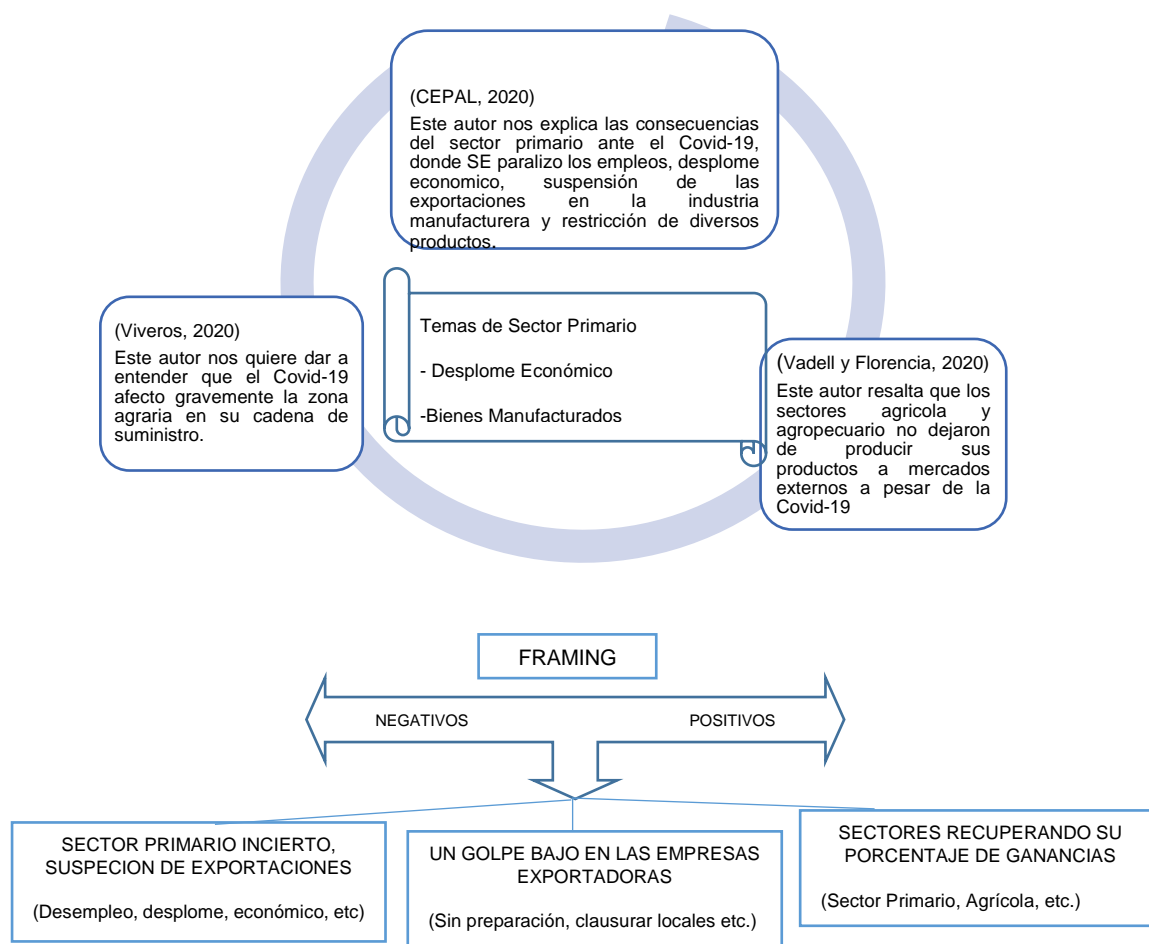 (CEPAL, 2020)
Este autor nos explica las consecuencias
del sector primario ante el Covid-19,
donde SE paralizo los empleos, desplome
economico, suspensión de las
exportaciones en la industria
manufacturera y restricción de diversos
productos.
(Viveros, 2020)
Este autor nos quiere dar a
entender que el Covid-19
afecto gravemente la zona
agraria en su cadena de
suministro.
Temas de Sector Primario
- Desplome Económico
-Bienes Manufacturados
(Vadell y Florencia, 2020)
Este autor resalta que los
sectores agricola y
agropecuario no dejaron
de producir sus
productos a mercados
externos a pesar de la
Covid-19
FRAMING
NEGATIVOS
POSITIVOS
SECTOR PRIMARIO INCIERTO,
SUSPECION DE EXPORTACIONES
(Desempleo, desplome, económico, etc)
UN GOLPE BAJO EN LAS EMPRESAS
EXPORTADORAS
(Sin preparación, clausurar locales etc.)
SECTORES RECUPERANDO SU
PORCENTAJE DE GANANCIAS
(Sector Primario, Agrícola, etc.)